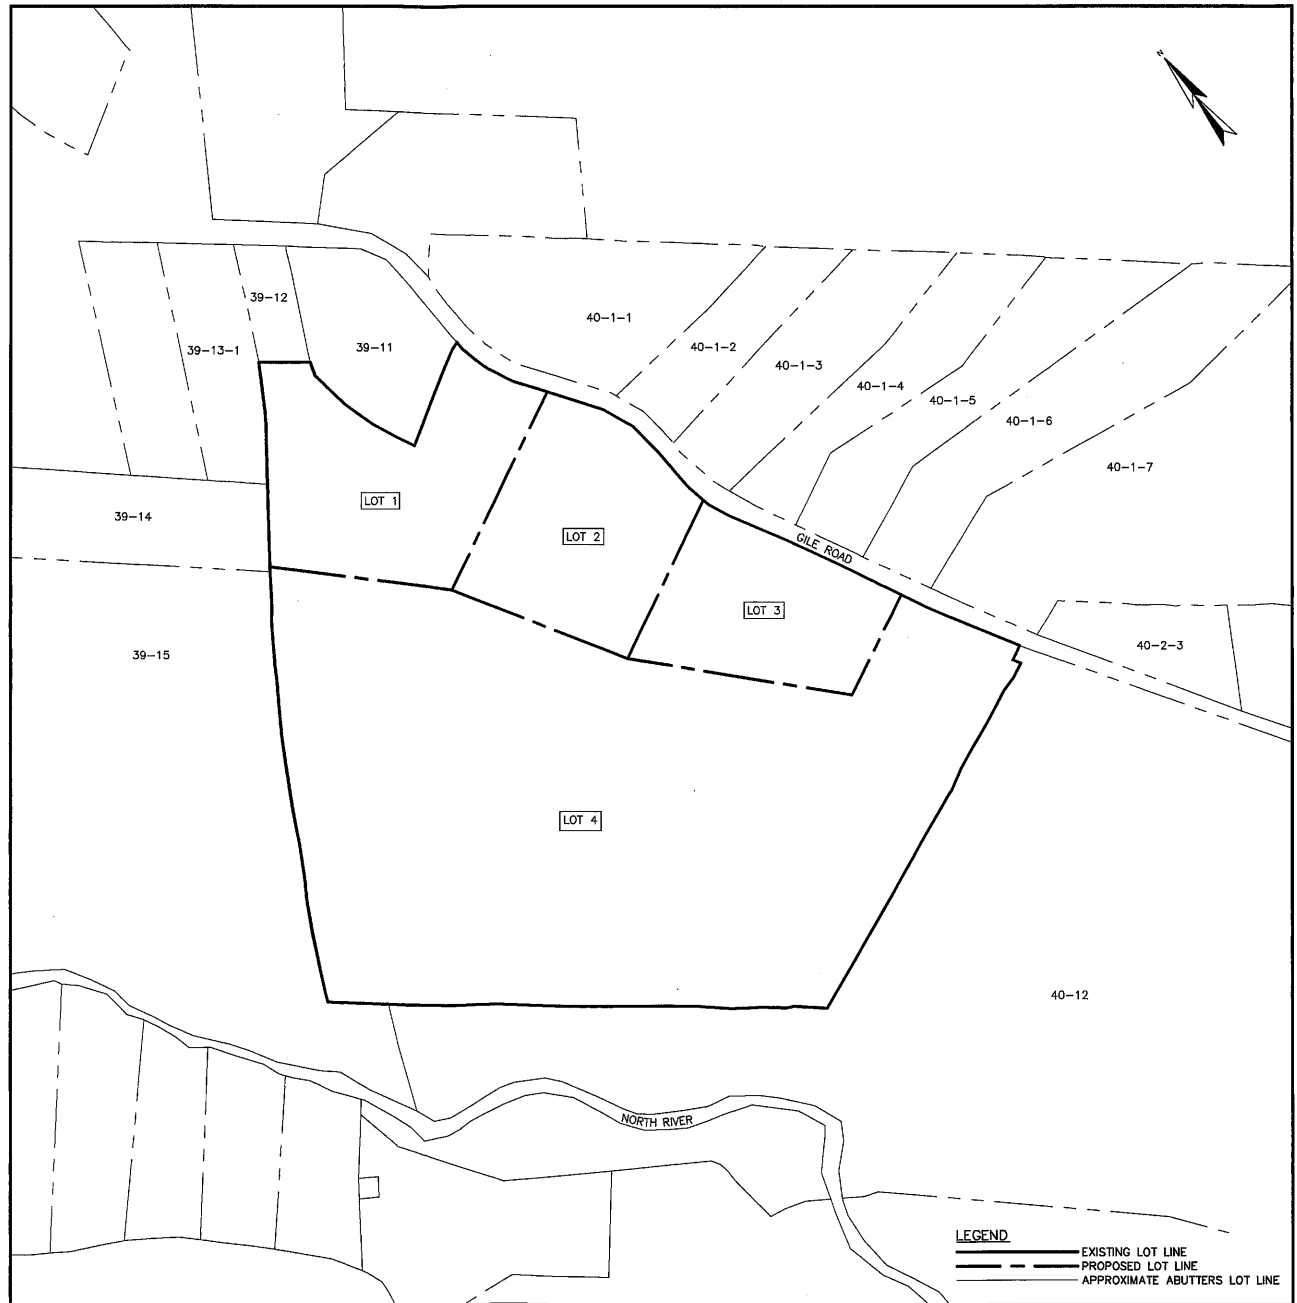 N
39-12
40-1-1
39-13-1
39-11
40-1-2
40-1-3
40-1-4
40-1-5
40-1-6
40-1-7
LOT 1
39-14
LOT 2
GILE ROAD
LOT 3
40-2-3
39-15
LOT 4
40-12
NORTH RIVER
LEGEND
EXISTING LOT LINE
PROPOSED LOT LINE
APPROXIMATE ABUTTERS LOT LINE